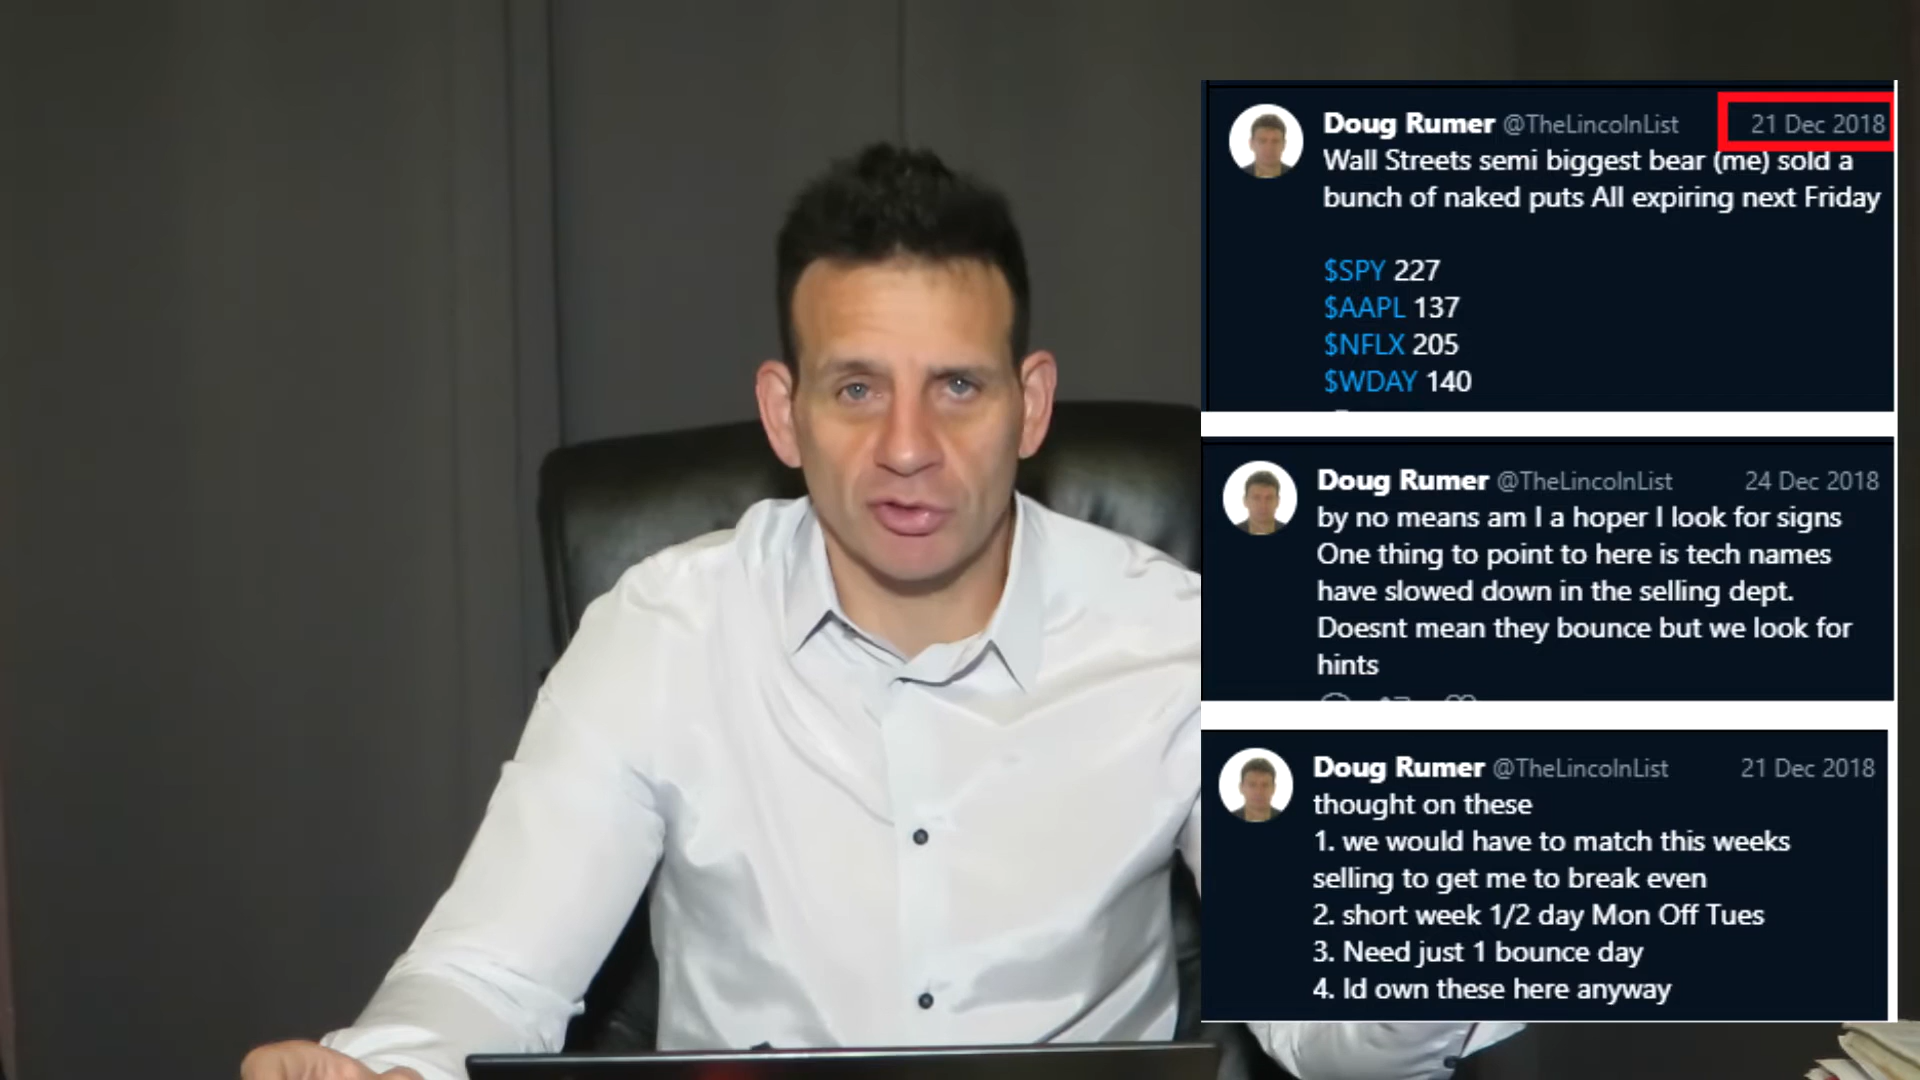 Doug Rumer @TheLincolnList 21 Dec 2018
Wall Streets semi biggest bear (me) sold a
bunch of naked puts All expiring next Friday
$SPY 227
$AAPL 137
$NFLX 205
$WDAY 140
Doug Rumer @TheLincolnList 24 Dec 2018
by no means am I a hoper I look for signs
One thing to point to here is tech names
have slowed down in the selling dept.
Doesnt mean they bounce but we look for
hints
Doug Rumer @TheLincolnList 21 Dec 2018
thought on these
1. we would have to match this weeks
selling to get me to break even
2. short week 1/2 day Mon Off Tues
3. Need just 1 bounce day
4. Id own these here anyway